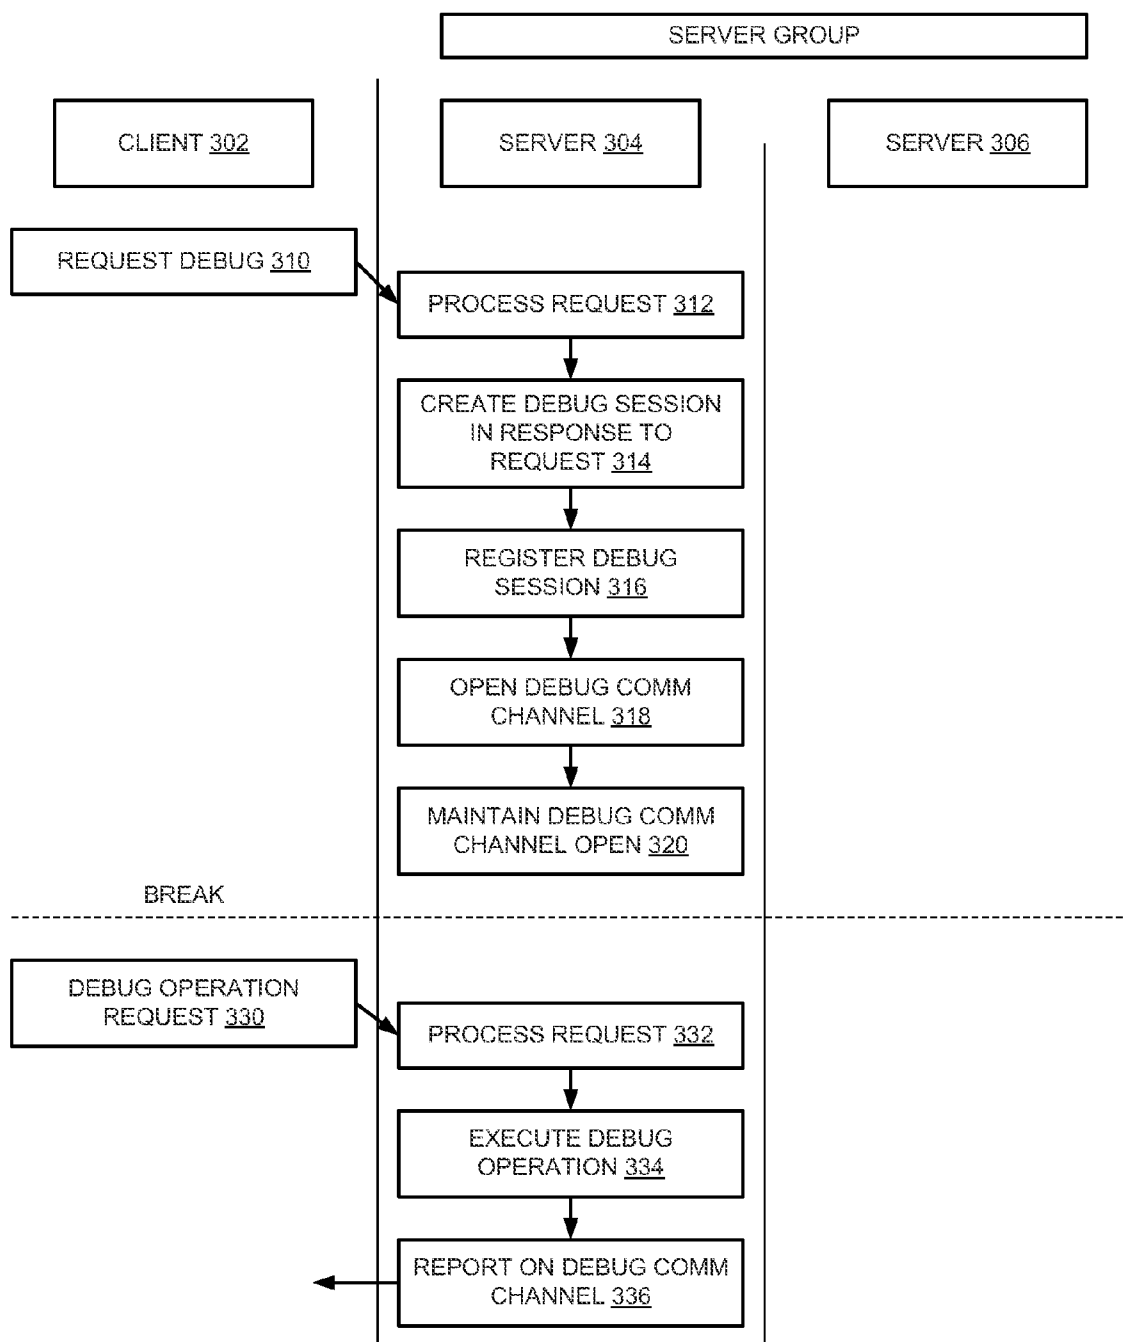 SERVER GROUP
CLIENT 302
SERVER 304
SERVER 306
REQUEST DEBUG 310
PROCESS REQUEST 312
CREATE DEBUG SESSION
IN RESPONSE TO
REQUEST 314
REGISTER DEBUG
SESSION 316
OPEN DEBUG COMM
CHANNEL 318
MAINTAIN DEBUG COMM
CHANNEL OPEN 320
BREAK
DEBUG OPERATION
REQUEST 330
PROCESS REQUEST 332
EXECUTE DEBUG
OPERATION 334
REPORT ON DEBUG COMM
CHANNEL 336